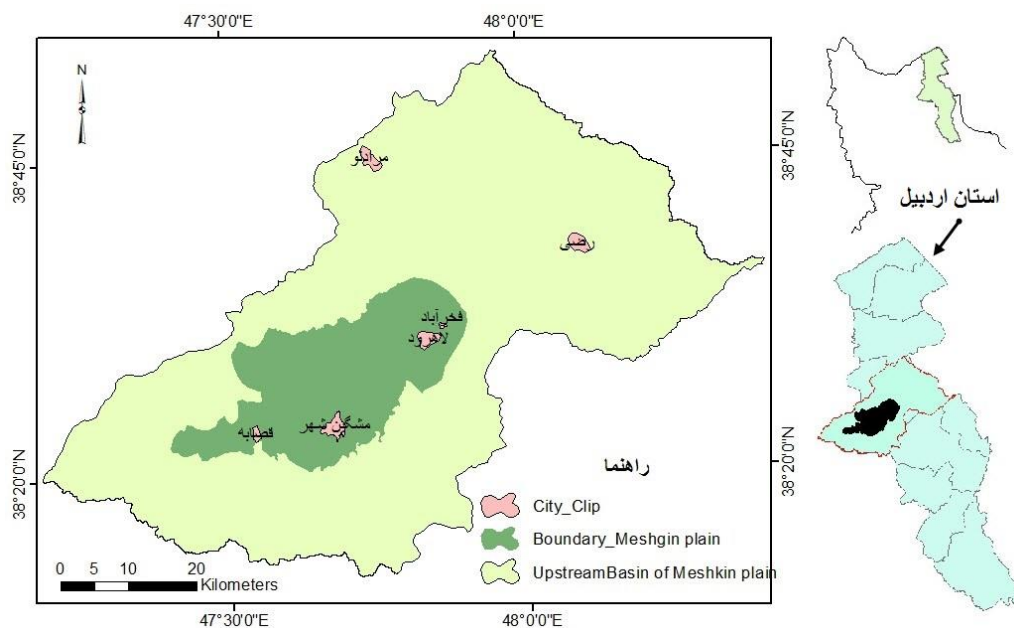 47°30'0"E
48°0'0"E
N
38°45'0"N
38°45'0"N
مرادلو
رضی
استان اردبیل
فخرآباد
لاهرود
مشگین شهر
قصابه
38°20'0"N
38°20'0"N
راهنما
City_Clip
Boundary_Meshgin plain
UpstreamBasin of Meshkin plain
0 5 10 20
Kilometers
47°30'0"E
48°0'0"E